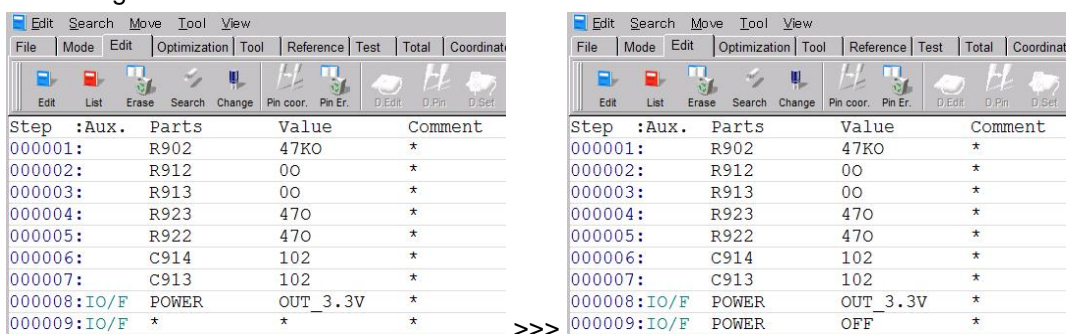 Edit Search Move Tool View
File Mode Edit Optimization Tool Reference Test Total Coordinat
Edit List Erase Search Change Pin coor. Pin Er. D.Edit D.Pin D.Set
Step :Aux. Parts Value Comment
000001: R902 47KO *
000002: R912 0O *
000003: R913 0O *
000004: R923 47O *
000005: R922 47O *
000006: C914 102 *
000007: C913 102 *
000008:IO/F POWER OUT_3.3V *
000009:IO/F * * *
>>>
Edit Search Move Tool View
File Mode Edit Optimization Tool Reference Test Total Coordinat
Edit List Erase Search Change Pin coor. Pin Er. D.Edit D.Pin D.Set
Step :Aux. Parts Value Comment
000001: R902 47KO *
000002: R912 0O *
000003: R913 0O *
000004: R923 47O *
000005: R922 47O *
000006: C914 102 *
000007: C913 102 *
000008:IO/F POWER OUT_3.3V *
000009:IO/F POWER OFF *